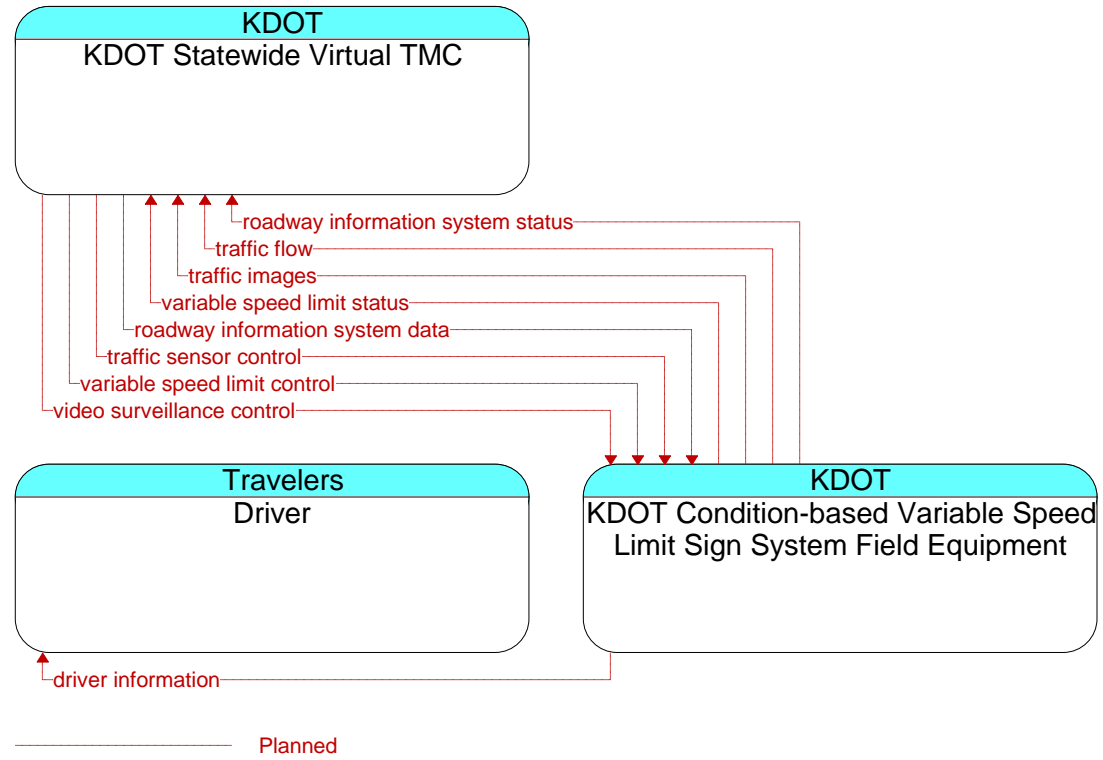 KDOT
KDOT Statewide Virtual TMC
roadway information system status
traffic flow
traffic images
variable speed limit status
roadway information system data
traffic sensor control
variable speed limit control
video surveillance control
Travelers
Driver
KDOT
KDOT Condition-based Variable Speed
Limit Sign System Field Equipment
driver information
Planned